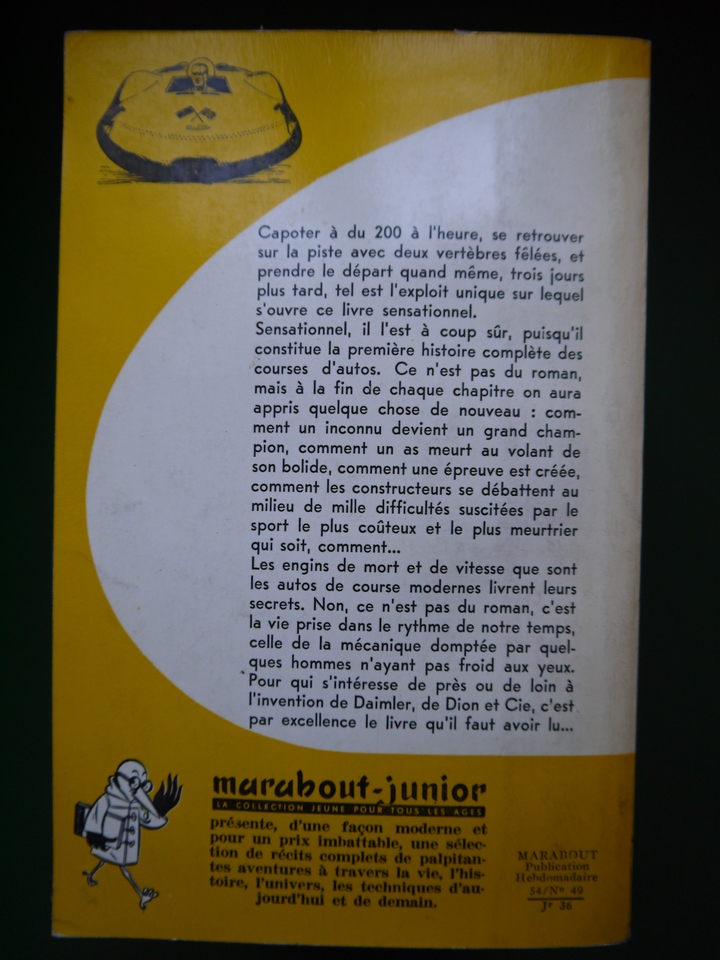 Capoter à du 200 à l'heure, se retrouver
sur la piste avec deux vertèbres fêlées, et
prendre le départ quand même, trois jours
plus tard, tel est l'exploit unique sur lequel
s'ouvre ce livre sensationnel.
Sensationnel, il l'est à coup sûr, puisqu'il
constitue la première histoire complète des
courses d'autos. Ce n'est pas du roman,
mais à la fin de chaque chapitre on aura
appris quelque chose de nouveau : com-
ment un inconnu devient un grand cham-
pion, comment un as meurt au volant de
son bolide, comment une épreuve est créée,
comment les constructeurs se débattent au
milieu de mille difficultés suscitées par le
sport le plus coûteux et le plus meurtrier
qui soit, comment...
Les engins de mort et de vitesse que sont
les autos de course modernes livrent leurs
secrets. Non, ce n'est pas du roman, c'est
la vie prise dans le rythme de notre temps,
celle de la mécanique domptée par quel-
ques hommes n'ayant pas froid aux yeux.
Pour qui s'intéresse de près ou de loin à
l'invention de Daimler, de Dion et Cie, c'est
par excellence le livre qu'il faut avoir lu...
marabout-junior
LA COLLECTION JEUNE POUR TOUS LES AGES
présente, d'une façon moderne et
pour un prix imbattable, une sélec-
tion de récits complets de palpitan-
tes aventures à travers la vie, l'his-
toire, l'univers, les techniques d'au-
jourd'hui et de demain.
MARABOUT
Publication
Hebdomadaire
54/Nº 49
Jr 36